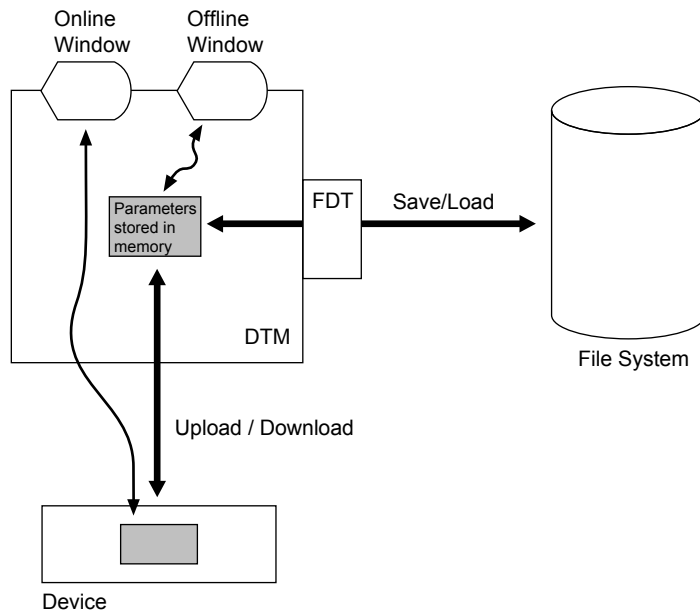 Online
Window
Offline
Window
Parameters
stored in
memory
FDT
Save/Load
DTM
File System
Upload / Download
Device